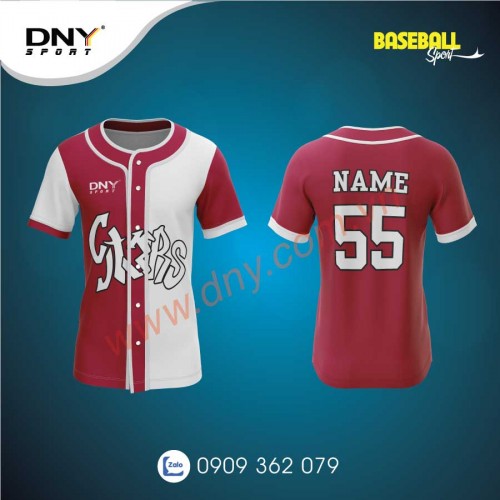 DNY
SPORT
BASEBALL
Sport
DNY
SPORT
Stars
NAME
55
www.dny.com.vn
Zalo
0909 362 079